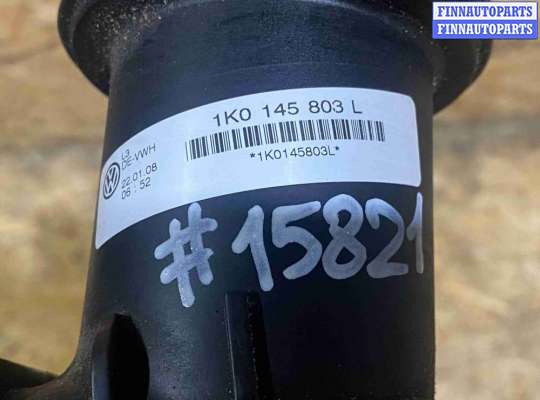 FINNAUTOPARTS
FINNAUTOPARTS
1K0 145 803 L
*1K0145803L*
L3
DE-VWH
22.01.08
06:52
#15821